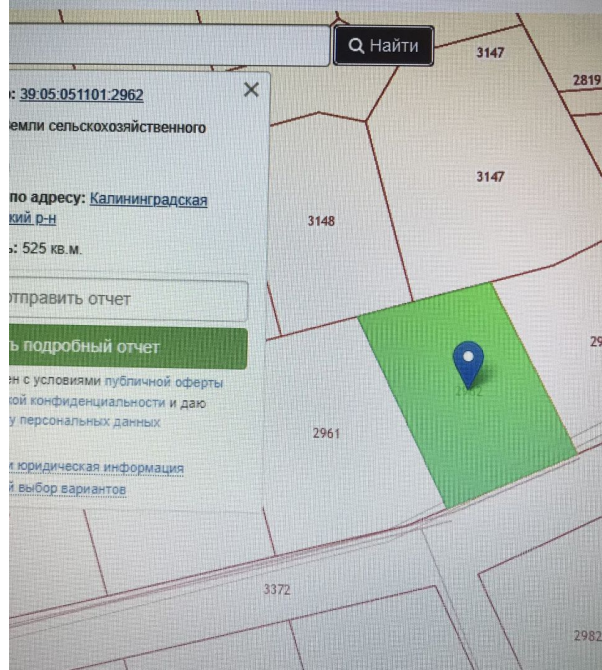 Найти
39:05:051101:2962
земли сельскохозяйственного
по адресу: Калининградская
кий р-н
525 кв.м.
отправить отчет
подробный отчет
ен с условиями публичной оферты
кой конфиденциальности и даю
у персональных данных
и юридическая информация
й выбор вариантов
3147
2819
3147
3148
29
2961
3372
2982